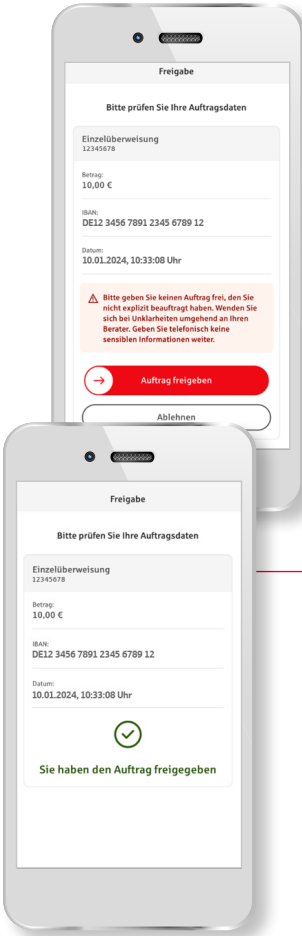 Freigabe
Bitte prüfen Sie Ihre Auftragsdaten
Einzelüberweisung
12345678
Betrag:
10,00 €
IBAN:
DE12 3456 7891 2345 6789 12
Datum:
10.01.2024, 10:33:08 Uhr
Bitte geben Sie keinen Auftrag frei, den Sie
nicht explizit beauftragt haben. Wenden Sie
sich bei Unklarheiten umgehend an Ihren
Berater. Geben Sie telefonisch keine
sensiblen Informationen weiter.
Auftrag freigeben
Ablehnen
Freigabe
Bitte prüfen Sie Ihre Auftragsdaten
Einzelüberweisung
12345678
Betrag:
10,00 €
IBAN:
DE12 3456 7891 2345 6789 12
Datum:
10.01.2024, 10:33:08 Uhr
Sie haben den Auftrag freigegeben